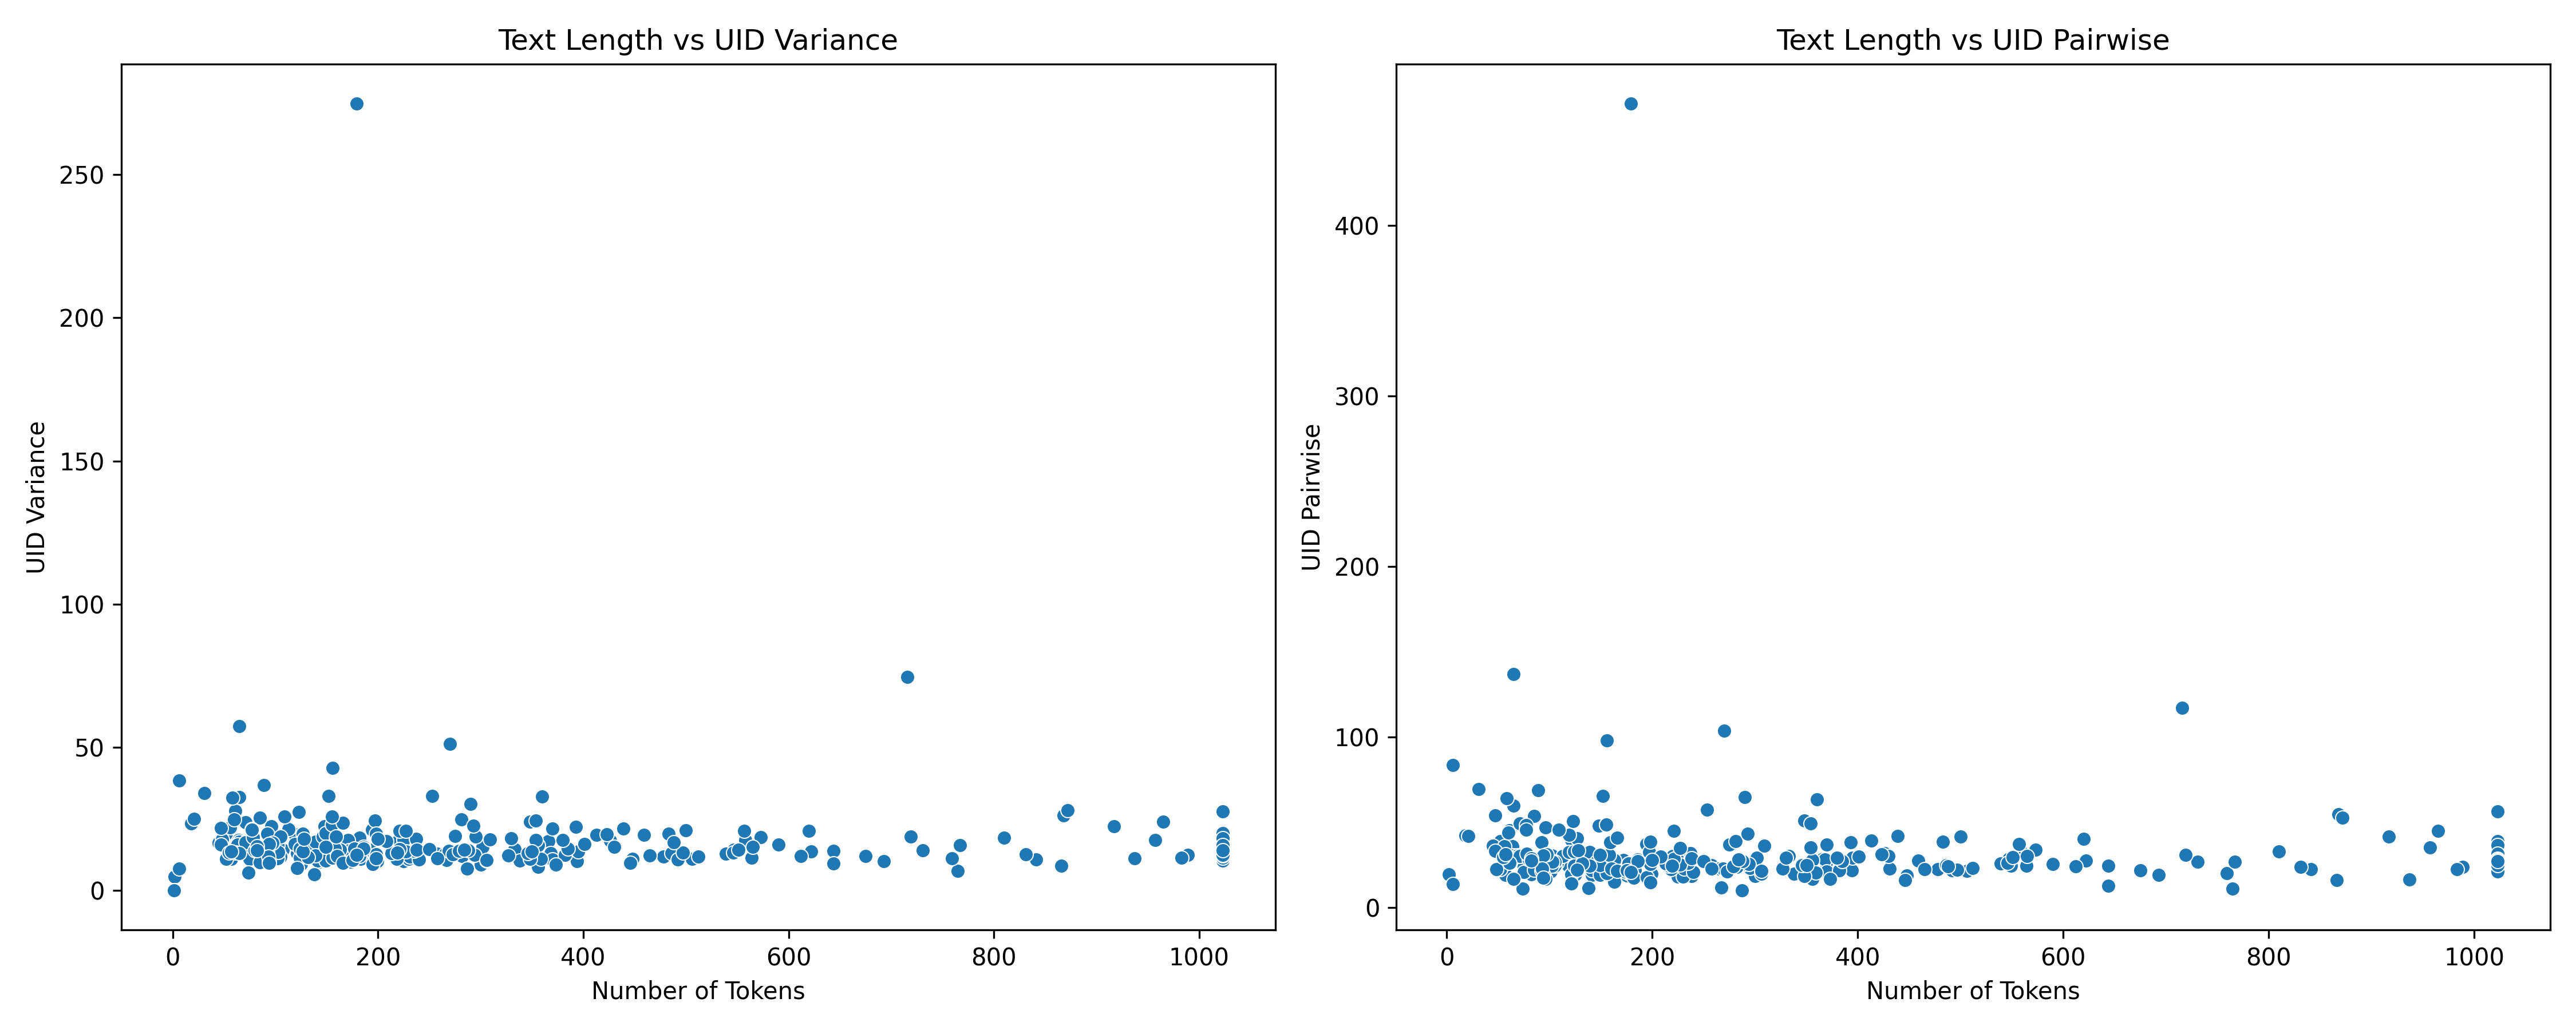 Text Length vs UID Variance
UID Variance
250
200
150
100
50
0
0 200 400 600 800 1000
Number of Tokens
Text Length vs UID Pairwise
UID Pairwise
400
300
200
100
0
0 200 400 600 800 1000
Number of Tokens